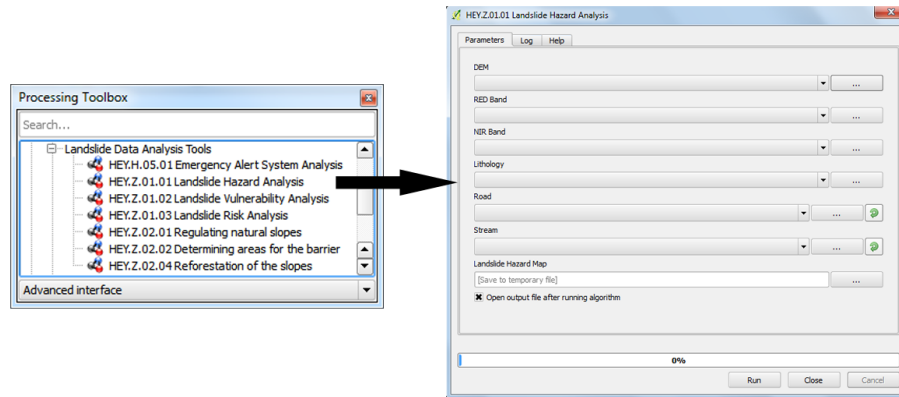 Processing Toolbox
Search...
Landslide Data Analysis Tools
HEY.H.05.01 Emergency Alert System Analysis
HEY.Z.01.01 Landslide Hazard Analysis
HEY.Z.01.02 Landslide Vulnerability Analysis
HEY.Z.01.03 Landslide Risk Analysis
HEY.Z.02.01 Regulating natural slopes
HEY.Z.02.02 Determining areas for the barrier
HEY.Z.02.04 Reforestation of the slopes
Advanced interface
HEY.Z.01.01 Landslide Hazard Analysis
Parameters Log Help
DEM
...
RED Band
...
NIR Band
...
Lithology
...
Road
...
Stream
...
Landslide Hazard Map
[Save to temporary file] ...
Open output file after running algorithm
0%
Run Close Cancel